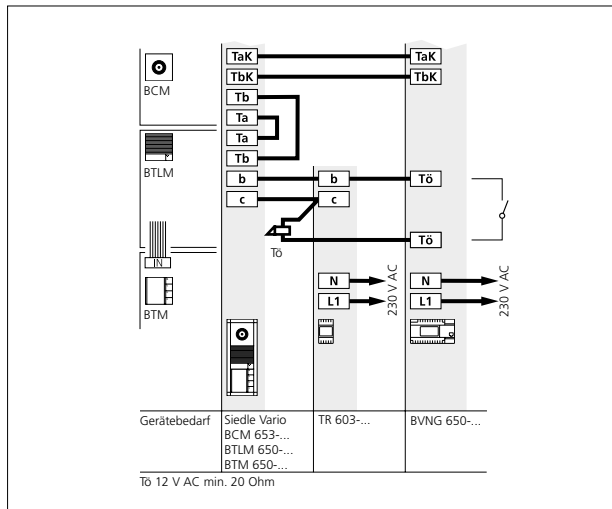 TaK TaK
BCM TbK TbK
Tb
Ta
Ta
BTLM Tb
b b Tö
c c
Tö Tö
IN
BTM N 230 V AC N 230 V AC
L1 L1
Gerätebedarf Siedle Vario TR 603-... BVNG 650-...
BCM 653-...
BTLM 650-...
BTM 650-...
Tö 12 V AC min. 20 Ohm